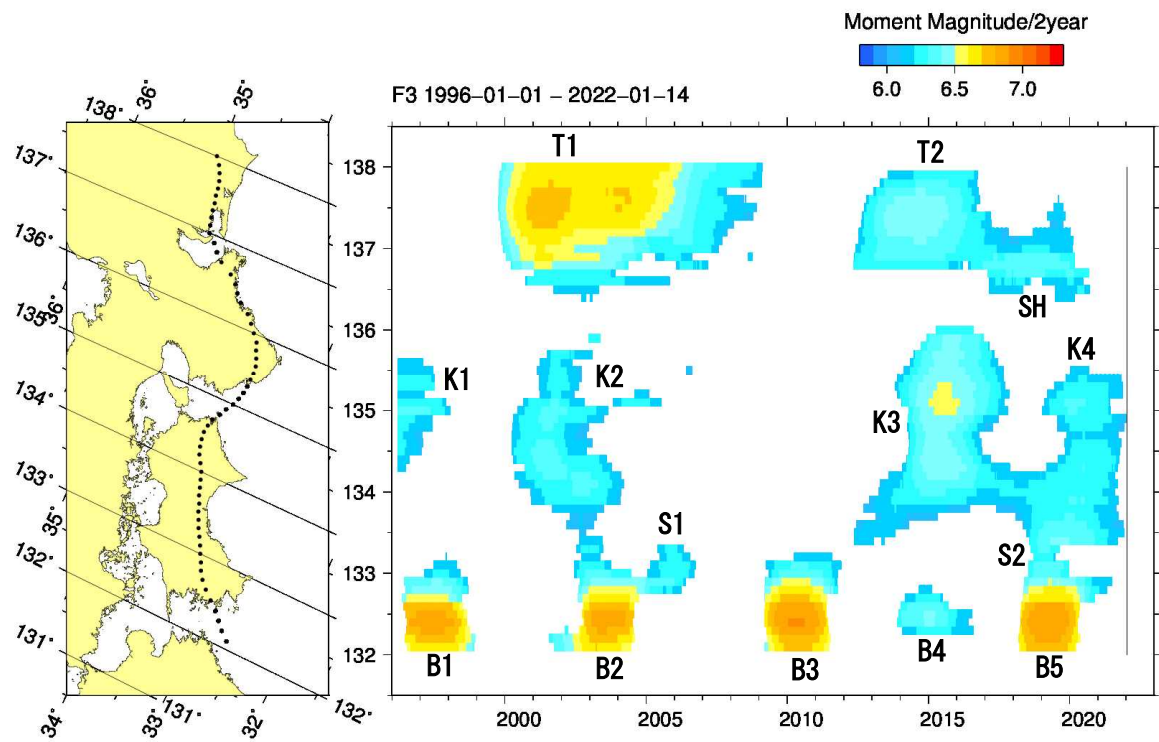 Moment Magnitude/2year
6.0 6.5 7.0
F3 1996-01-01 - 2022-01-14
138° 36° 35°
137°
136°
135° 36°
134°
133°
35°
132°
131°
34° 33° 131° 32° 132°
138
137
136
135
134
133
132
T1 T2
SH
K1 K2 K3 K4
S1 S2
B1 B2 B3 B4 B5
2000 2005 2010 2015 2020